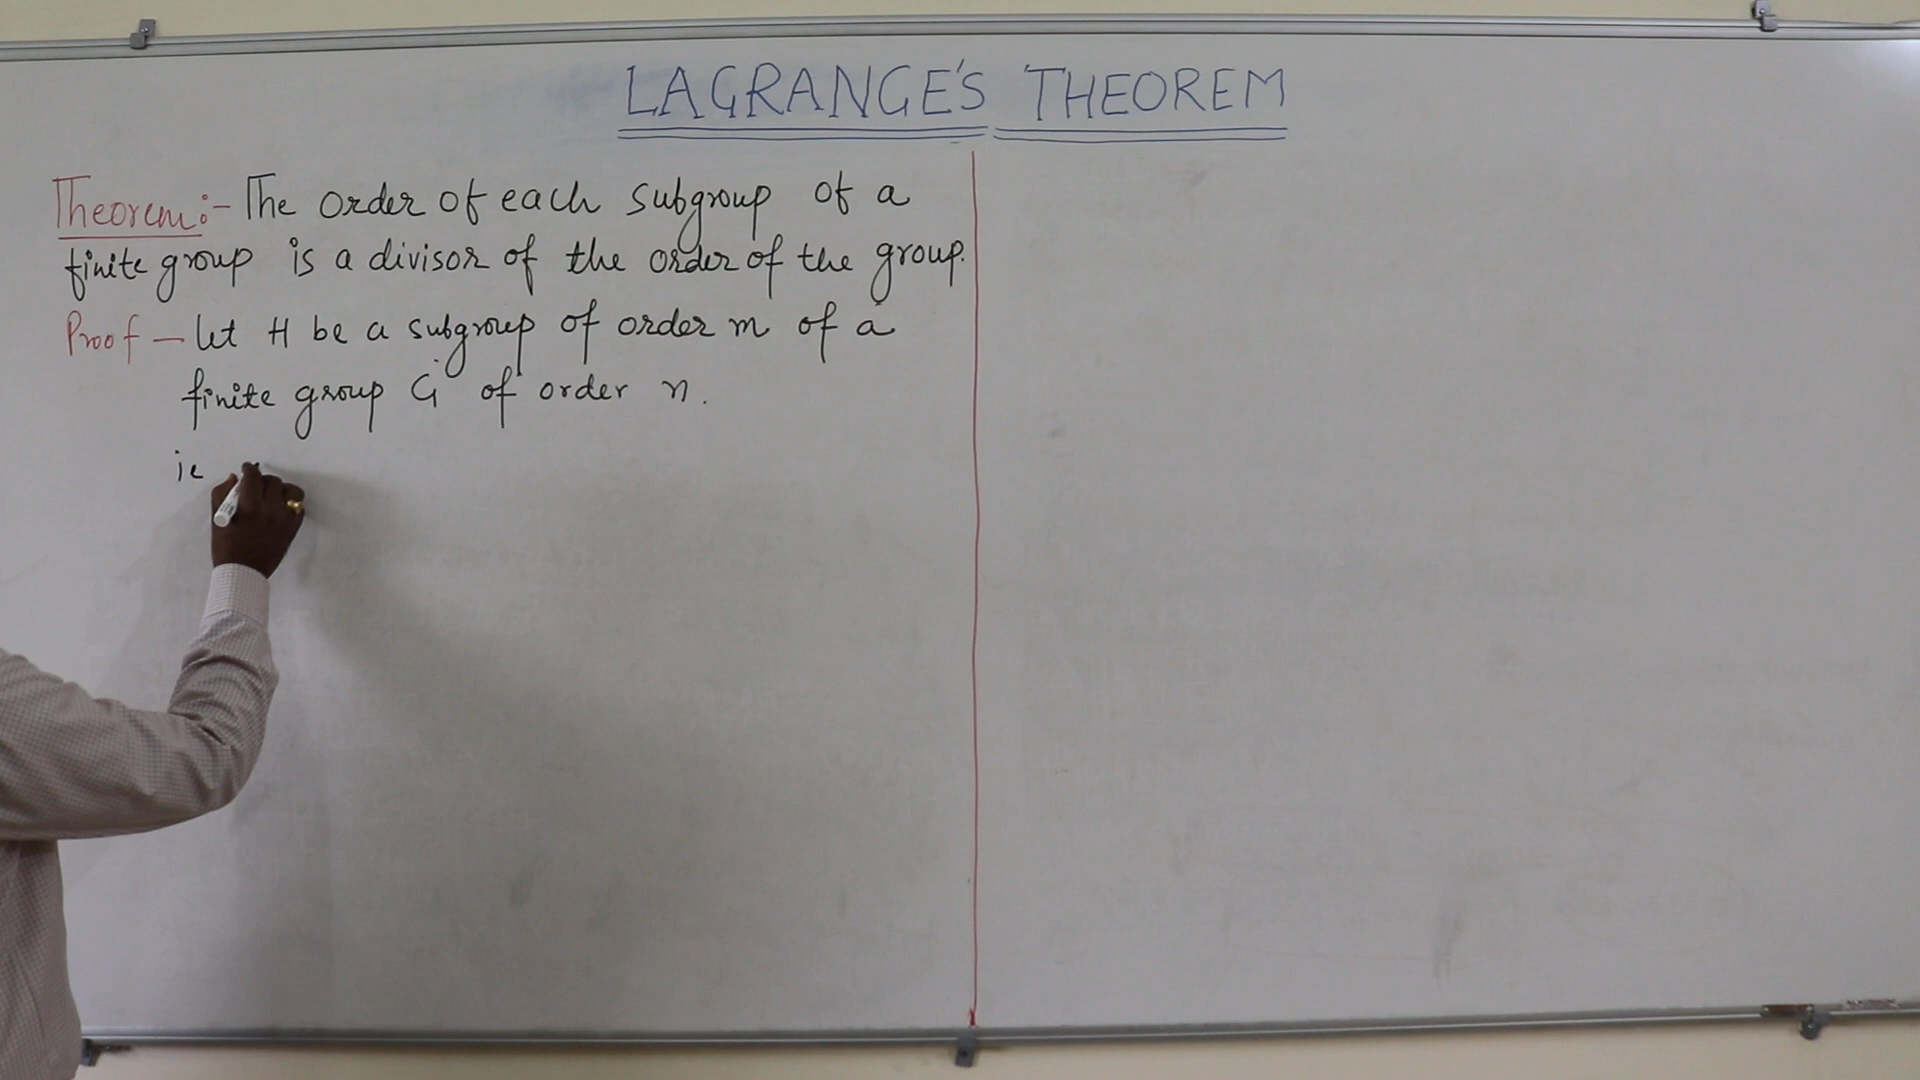 LAGRANGE'S THEOREM
Theorem:- The order of each subgroup of a
finite group is a divisor of the order of the group.
Proof - let H be a subgroup of order m of a
finite group G of order n.
ie